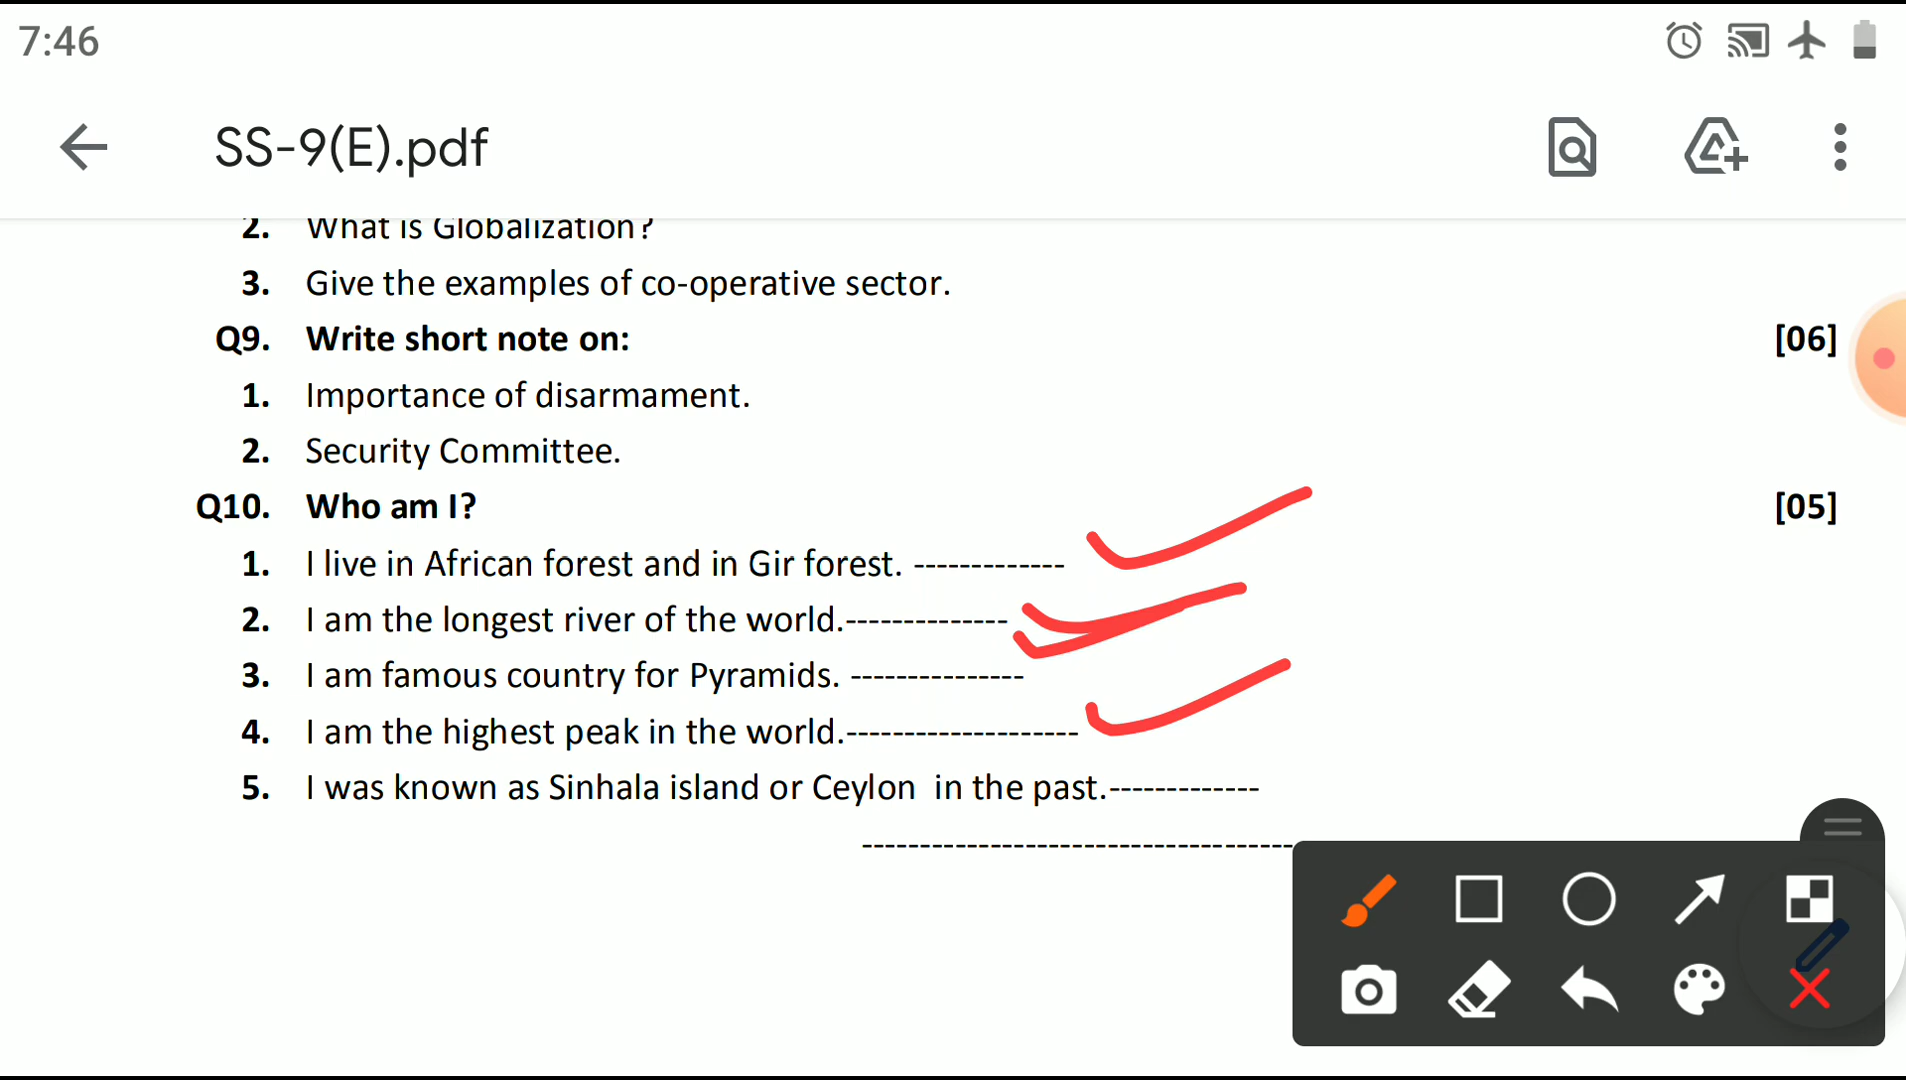 7:46
SS-9(E).pdf
2. What is Globalization?
3. Give the examples of co-operative sector.
Q9. Write short note on: [06]
1. Importance of disarmament.
2. Security Committee.
Q10. Who am I? [05]
1. I live in African forest and in Gir forest. -------------
2. I am the longest river of the world.--------------
3. I am famous country for Pyramids. ---------------
4. I am the highest peak in the world.--------------------
5. I was known as Sinhala island or Ceylon in the past.-------------
-------------------------------------